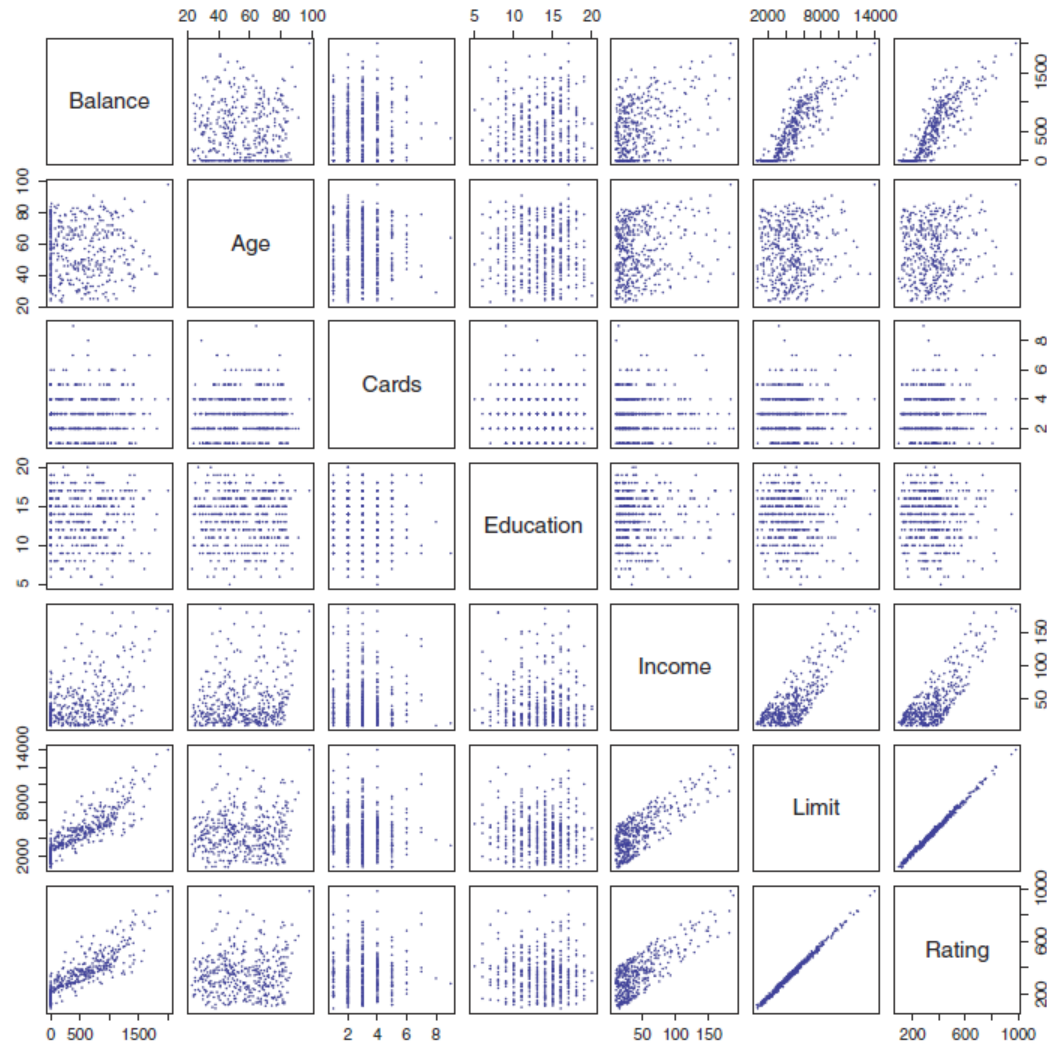 20 40 60 80 100 5 10 15 20 2000 8000 14000
Balance
0 500 1500
20 40 60 80 100
Age
Cards
2 4 6 8
5 10 15 20
Education
Income
50 100 150
2000 8000 14000
Limit
Rating
200 600 1000
0 500 1500 2 4 6 8 50 100 150 200 600 1000